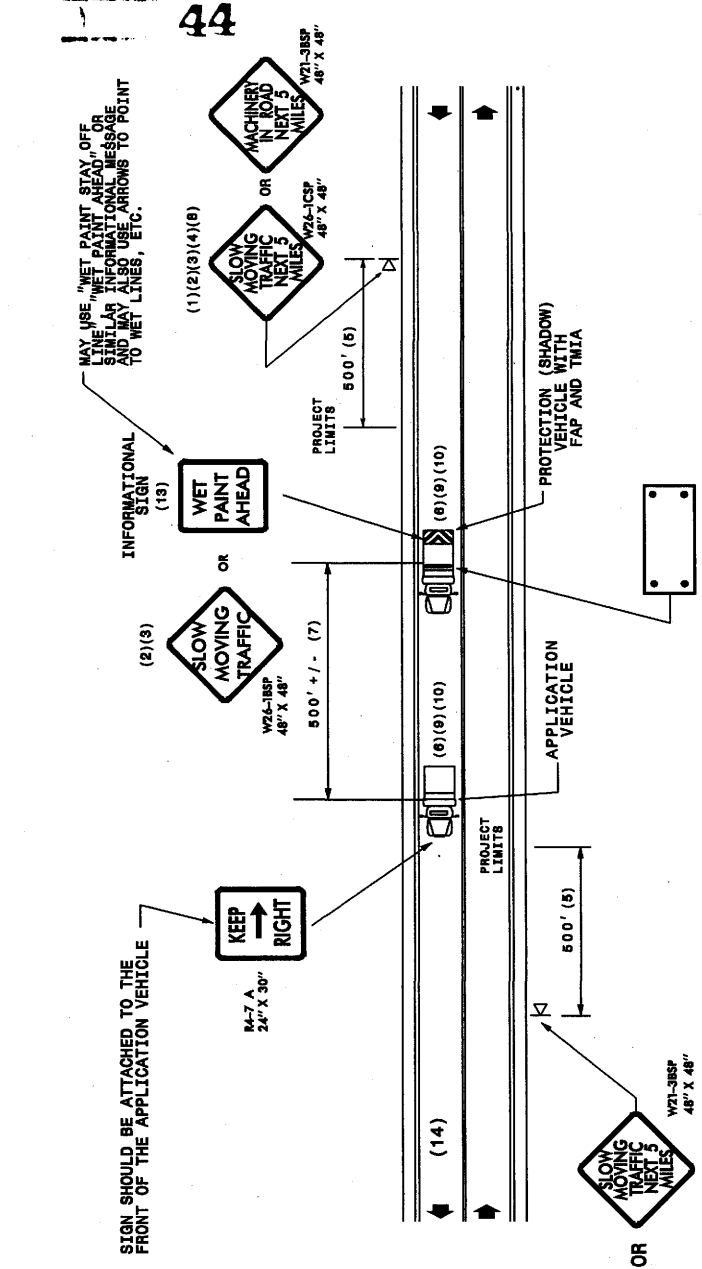 44
SIGN SHOULD BE ATTACHED TO THE
FRONT OF THE APPLICATION VEHICLE
KEEP
RIGHT
R4-7 A
24" X 30"
(2)(3)
SLOW
MOVING
TRAFFIC
W26-1BSP
48" X 48"
OR
INFORMATIONAL
SIGN
(13)
WET
PAINT
AHEAD
MAY USE "WET PAINT STAY OFF
LINE" "WET PAINT AHEAD", OR
SIMILAR INFORMATIONAL MESSAGE
AND MAY ALSO USE ARROWS TO POINT
TO WET LINES, ETC.
(1)(2)(3)(4)(8)
SLOW
MOVING
TRAFFIC
NEXT 5
MILES
W26-1CSP
48" X 48"
OR
MACHINERY
IN ROAD
NEXT 5
MILES
W21-3BSP
48" X 48"
500' +/- (7)
PROJECT
LIMITS
500' (5)
(14)
(6)(9)(10)
(6)(9)(10)
PROJECT
LIMITS
500' (5)
APPLICATION
VEHICLE
PROTECTION (SHADOW)
VEHICLE WITH
FAP AND TMIA
OR
SLOW
MOVING
TRAFFIC
NEXT 5
MILES
W21-3BSP
48" X 48"